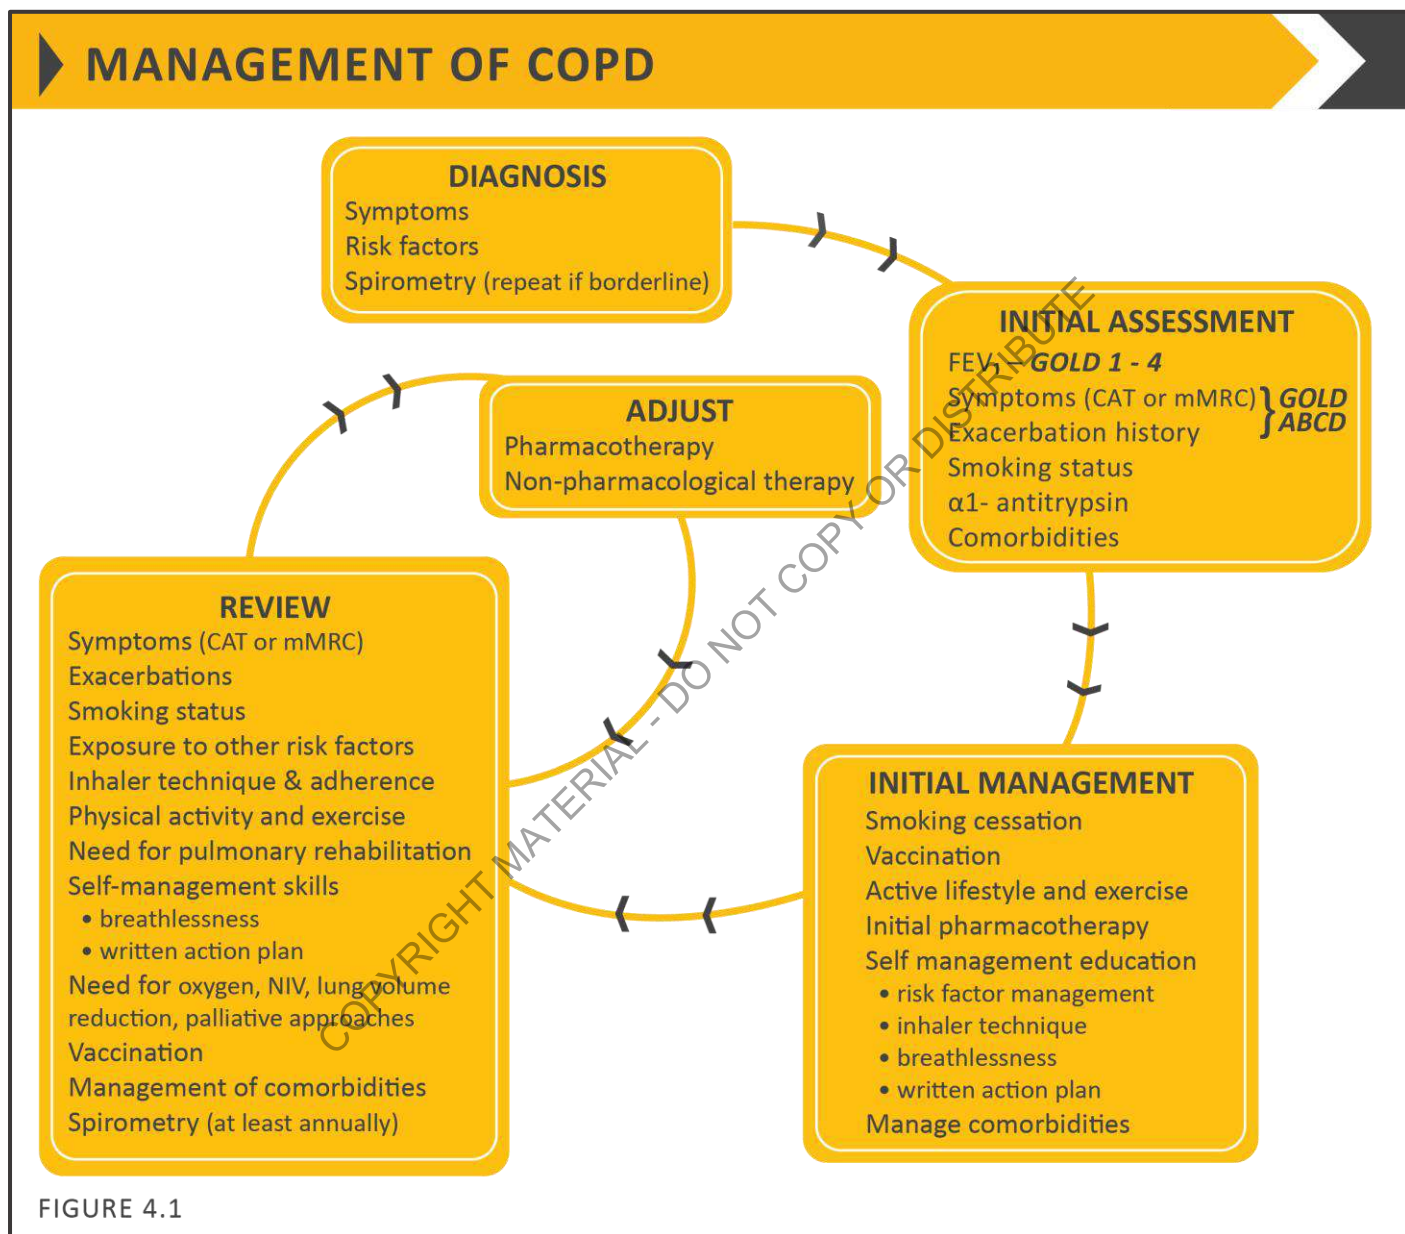 MANAGEMENT OF COPD
DIAGNOSIS
Symptoms
Risk factors
Spirometry (repeat if borderline)
INITIAL ASSESSMENT
FEV₁ – GOLD 1 - 4
Symptoms (CAT or mMRC) } GOLD
Exacerbation history ABCD
Smoking status
α1- antitrypsin
Comorbidities
ADJUST
Pharmacotherapy
Non-pharmacological therapy
REVIEW
Symptoms (CAT or mMRC)
Exacerbations
Smoking status
Exposure to other risk factors
Inhaler technique & adherence
Physical activity and exercise
Need for pulmonary rehabilitation
Self-management skills
• breathlessness
• written action plan
Need for oxygen, NIV, lung volume
reduction, palliative approaches
Vaccination
Management of comorbidities
Spirometry (at least annually)
INITIAL MANAGEMENT
Smoking cessation
Vaccination
Active lifestyle and exercise
Initial pharmacotherapy
Self management education
• risk factor management
• inhaler technique
• breathlessness
• written action plan
Manage comorbidities
COPYRIGHT MATERIAL - DO NOT COPY OR DISTRIBUTE
FIGURE 4.1